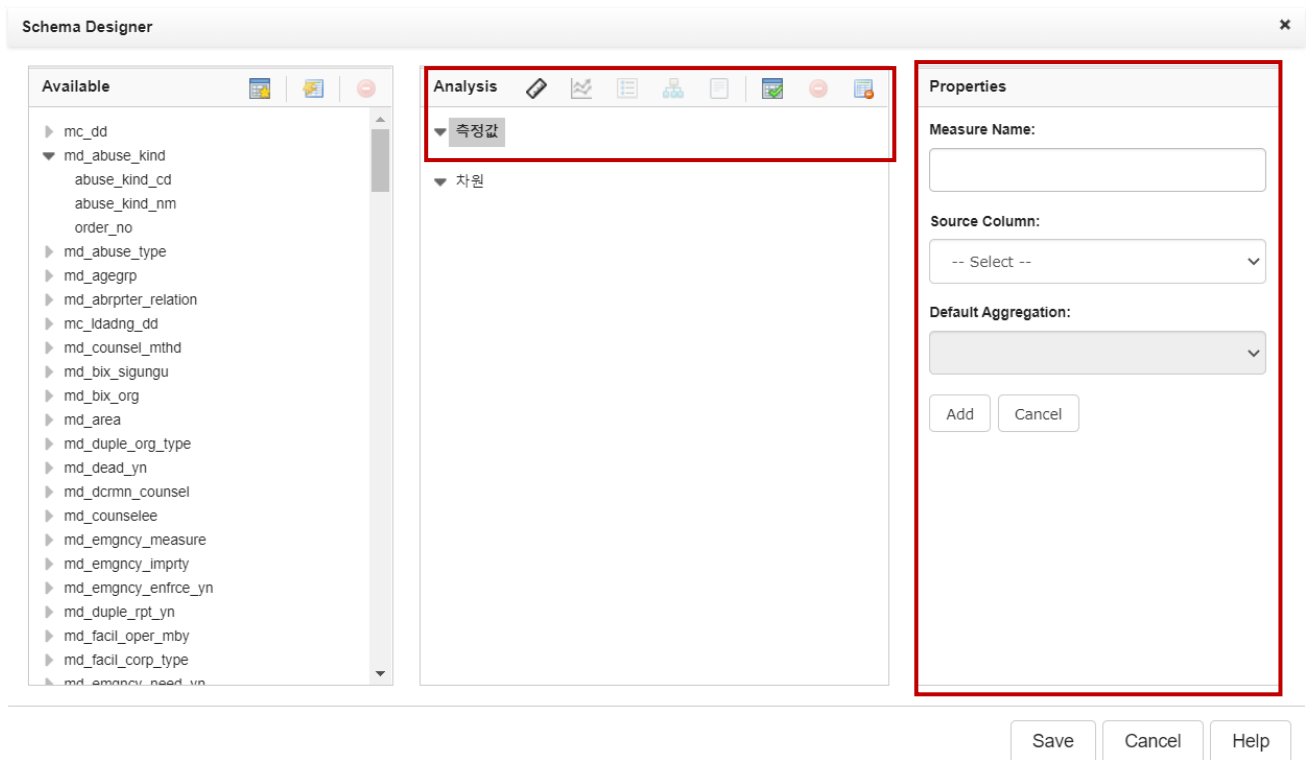 Schema Designer
Available
mc_dd
md_abuse_kind
abuse_kind_cd
abuse_kind_nm
order_no
md_abuse_type
md_agegrp
md_abrprter_relation
mc_ldadng_dd
md_counsel_mthd
md_bix_sigungu
md_bix_org
md_area
md_duple_org_type
md_dead_yn
md_dcrmn_counsel
md_counselee
md_emgncy_measure
md_emgncy_imprty
md_emgncy_enfrce_yn
md_duple_rpt_yn
md_facil_oper_mby
md_facil_corp_type
md_emgncy_need_yn
Analysis
측정값
차원
Properties
Measure Name:
Source Column:
-- Select --
Default Aggregation:
Add Cancel
Save Cancel Help